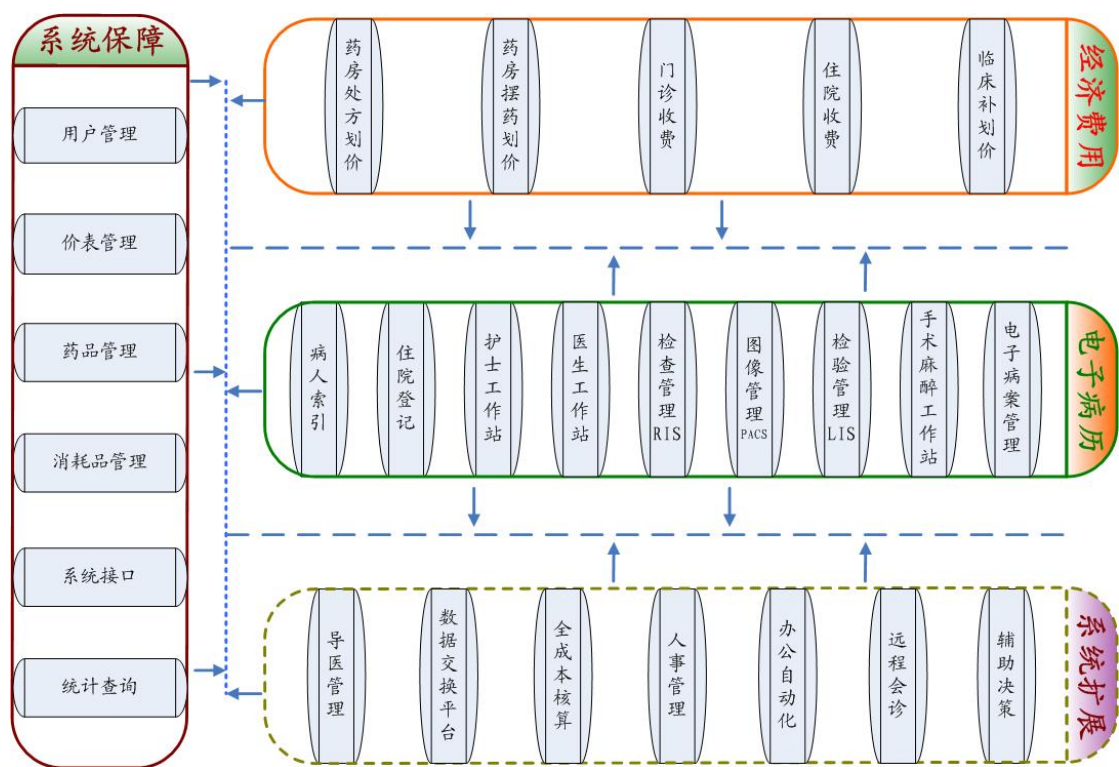 系统保障
用户管理
价表管理
药品管理
消耗品管理
系统接口
统计查询
药房处方划价
药房摆药划价
门诊收费
住院收费
临床补划价
经济费用
病人索引
住院登记
护士工作站
医生工作站
检查管理RIS
图像管理PACS
检验管理LIS
手术麻醉工作站
电子病案管理
电子病历
导医管理
数据交换平台
全成本核算
人事管理
办公自动化
远程会诊
辅助决策
系统扩展